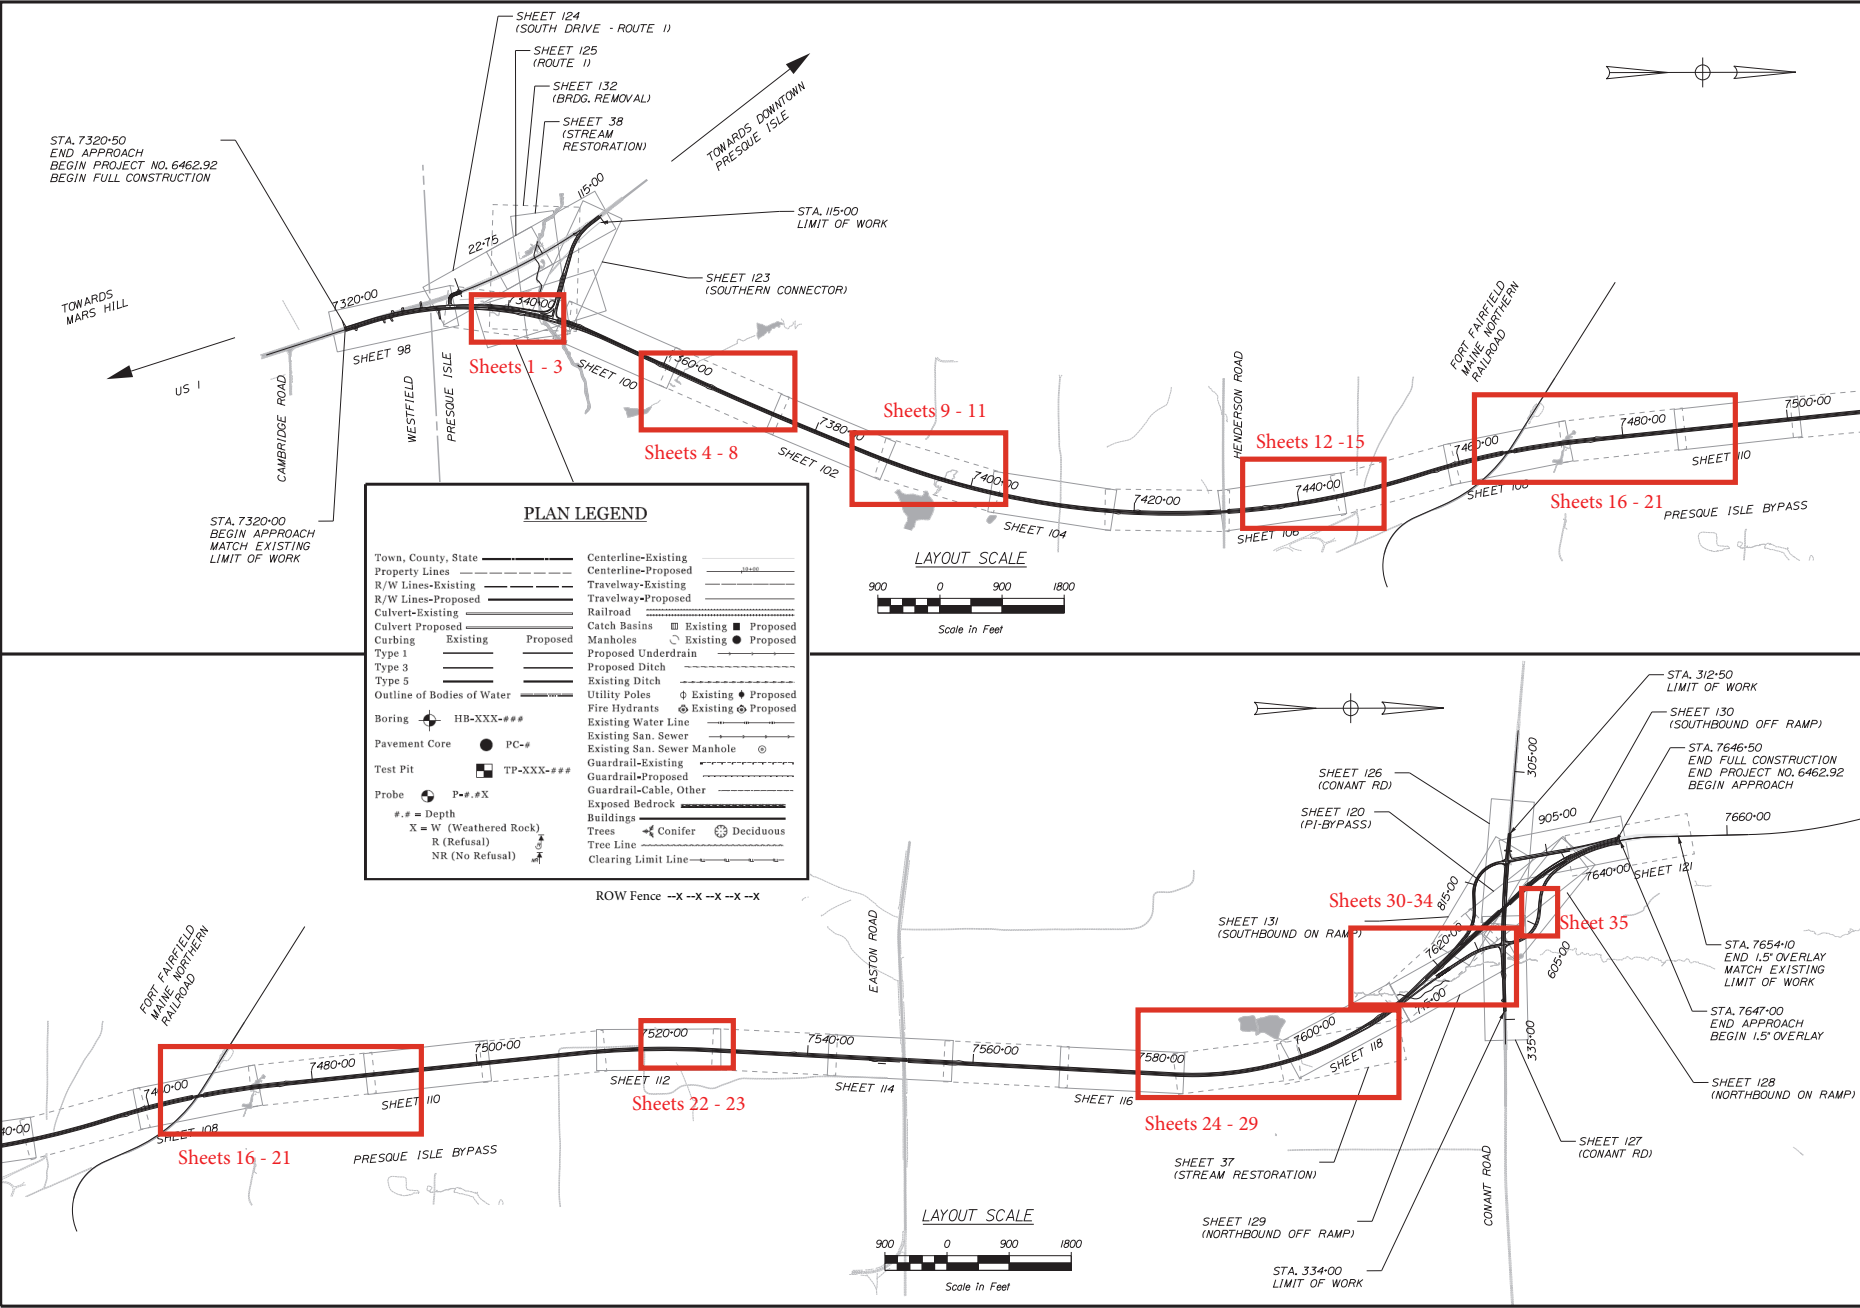 SHEET 124
(SOUTH DRIVE - ROUTE 1)
SHEET 125
(ROUTE 1)
SHEET 132
(BRDG. REMOVAL)
SHEET 38
(STREAM
RESTORATION)
TOWARDS DOWNTOWN
PRESQUE ISLE
STA. 7320+50
END APPROACH
BEGIN PROJECT NO. 6462.92
BEGIN FULL CONSTRUCTION
115+00
STA. 115+00
LIMIT OF WORK
22+75
SHEET 123
(SOUTHERN CONNECTOR)
TOWARDS
MARS HILL
US 1
7320+00
7340+00
SHEET 98
CAMBRIDGE ROAD
WESTFIELD
PRESQUE ISLE
Sheets 1 - 3
SHEET 100
7360+00
Sheets 4 - 8
7380+00
SHEET 102
Sheets 9 - 11
7400+00
SHEET 104
7420+00
HENDERSON ROAD
Sheets 12 -15
7440+00
SHEET 106
FORT FAIRFIELD
MAINE NORTHERN
RAILROAD
7460+00
7480+00
7500+00
SHEET 108
SHEET 110
Sheets 16 - 21
PRESQUE ISLE BYPASS
STA. 7320+00
BEGIN APPROACH
MATCH EXISTING
LIMIT OF WORK
LAYOUT SCALE
900 0 900 1800
Scale in Feet
PLAN LEGEND
Town, County, State
Property Lines
R/W Lines-Existing
R/W Lines-Proposed
Culvert-Existing
Culvert Proposed
Curbing Existing Proposed
Type 1
Type 3
Type 5
Outline of Bodies of Water
Boring HB-XXX-###
Pavement Core PC-#
Test Pit TP-XXX-###
Probe P-#.#X
#.# = Depth
X = W (Weathered Rock)
R (Refusal)
NR (No Refusal)
Centerline-Existing
Centerline-Proposed
Travelway-Existing
Travelway-Proposed
Railroad
Catch Basins Existing Proposed
Manholes Existing Proposed
Proposed Underdrain
Proposed Ditch
Existing Ditch
Utility Poles Existing Proposed
Fire Hydrants Existing Proposed
Existing Water Line
Existing San. Sewer
Existing San. Sewer Manhole
Guardrail-Existing
Guardrail-Proposed
Guardrail-Cable, Other
Exposed Bedrock
Buildings
Trees Conifer Deciduous
Tree Line
Clearing Limit Line
ROW Fence --x --x --x --x --x
STA. 312+50
LIMIT OF WORK
SHEET 130
(SOUTHBOUND OFF RAMP)
STA. 7646+50
END FULL CONSTRUCTION
END PROJECT NO. 6462.92
BEGIN APPROACH
305+00
SHEET 126
(CONANT RD)
SHEET 120
(PI-BYPASS)
905+00
7660+00
7640+00
SHEET 121
815+00
Sheets 30-34
SHEET 131
(SOUTHBOUND ON RAMP)
Sheet 35
7620+00
605+00
STA. 7654+10
END 1.5" OVERLAY
MATCH EXISTING
LIMIT OF WORK
STA. 7647+00
END APPROACH
BEGIN 1.5" OVERLAY
335+00
SHEET 128
(NORTHBOUND ON RAMP)
SHEET 127
(CONANT RD)
CONANT ROAD
FORT FAIRFIELD
MAINE NORTHERN
RAILROAD
40+00
7460+00
7480+00
7500+00
SHEET 108
SHEET 110
Sheets 16 - 21
PRESQUE ISLE BYPASS
7520+00
SHEET 112
Sheets 22 - 23
EASTON ROAD
7540+00
SHEET 114
7560+00
SHEET 116
7580+00
7600+00
SHEET 118
Sheets 24 - 29
SHEET 37
(STREAM RESTORATION)
SHEET 129
(NORTHBOUND OFF RAMP)
STA. 334+00
LIMIT OF WORK
LAYOUT SCALE
900 0 900 1800
Scale in Feet